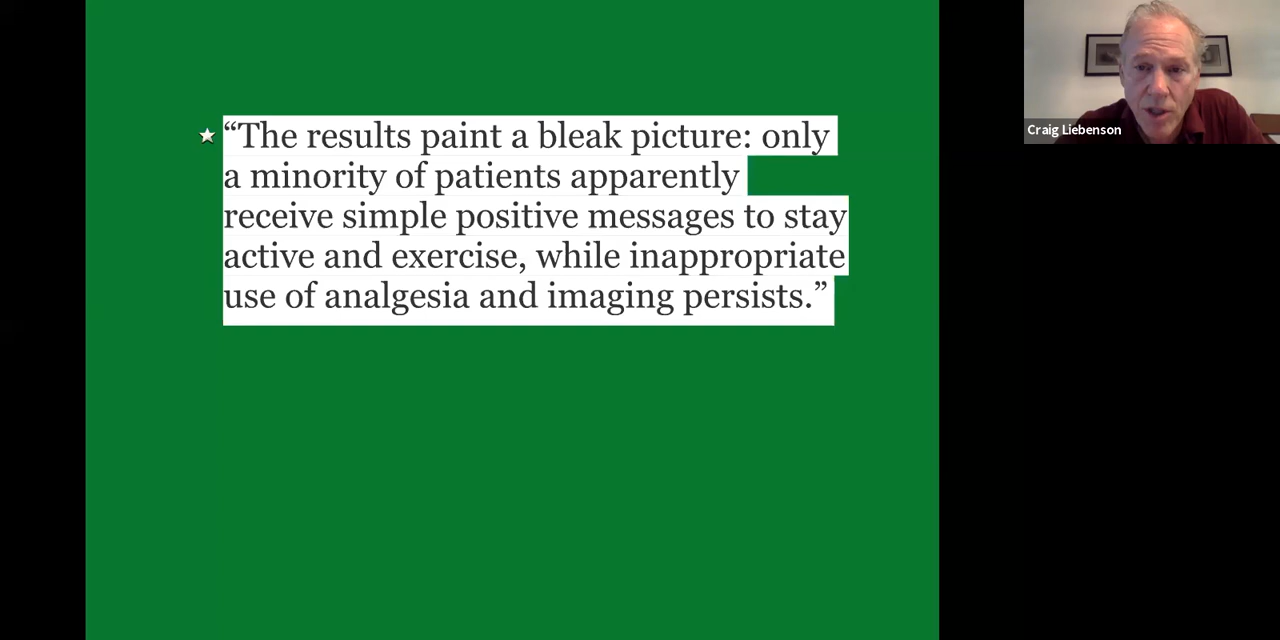 “The results paint a bleak picture: only
a minority of patients apparently
receive simple positive messages to stay
active and exercise, while inappropriate
use of analgesia and imaging persists.”
Craig Liebenson